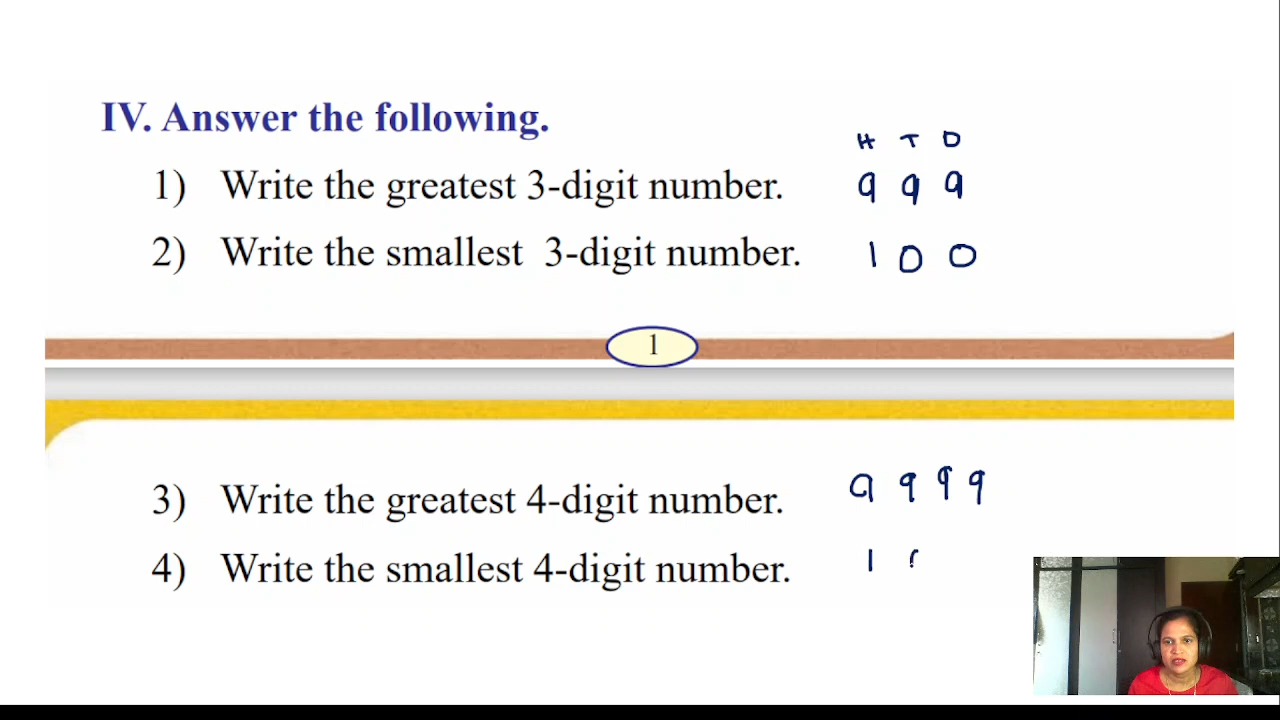 IV. Answer the following.
H T O
1) Write the greatest 3-digit number. 9 9 9
2) Write the smallest 3-digit number. 1 0 0
1
3) Write the greatest 4-digit number. 9 9 9 9
4) Write the smallest 4-digit number. 1